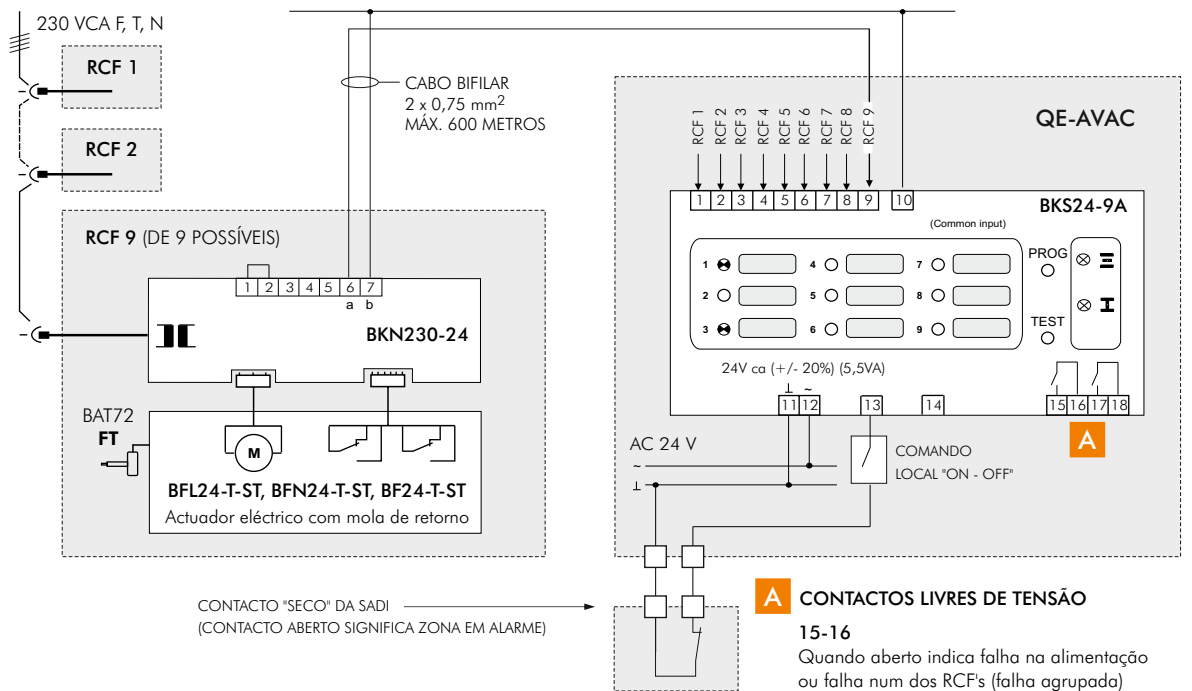 230 VCA F, T, N
RCF 1
RCF 2
CABO BIFILAR
2 x 0,75 mm2
MÁX. 600 METROS
RCF 9 (DE 9 POSSÍVEIS)
1 2 3 4 5 6 7
a b
BKN230-24
BAT72
FT
M
BFL24-T-ST, BFN24-T-ST, BF24-T-ST
Actuador eléctrico com mola de retorno
QE-AVAC
RCF 1 RCF 2 RCF 3 RCF 4 RCF 5 RCF 6 RCF 7 RCF 8 RCF 9
1 2 3 4 5 6 7 8 9 10
BKS24-9A
(Common input)
1 4 7
2 5 8
3 6 9
PROG
TEST
24V ca (+/- 20%) (5,5VA)
⊥ ~
11 12 13 14 15 16 17 18
A
AC 24 V
~
⊥
COMANDO
LOCAL "ON - OFF"
CONTACTO "SECO" DA SADI
(CONTACTO ABERTO SIGNIFICA ZONA EM ALARME)
A CONTACTOS LIVRES DE TENSÃO
15-16
Quando aberto indica falha na alimentação
ou falha num dos RCF's (falha agrupada)